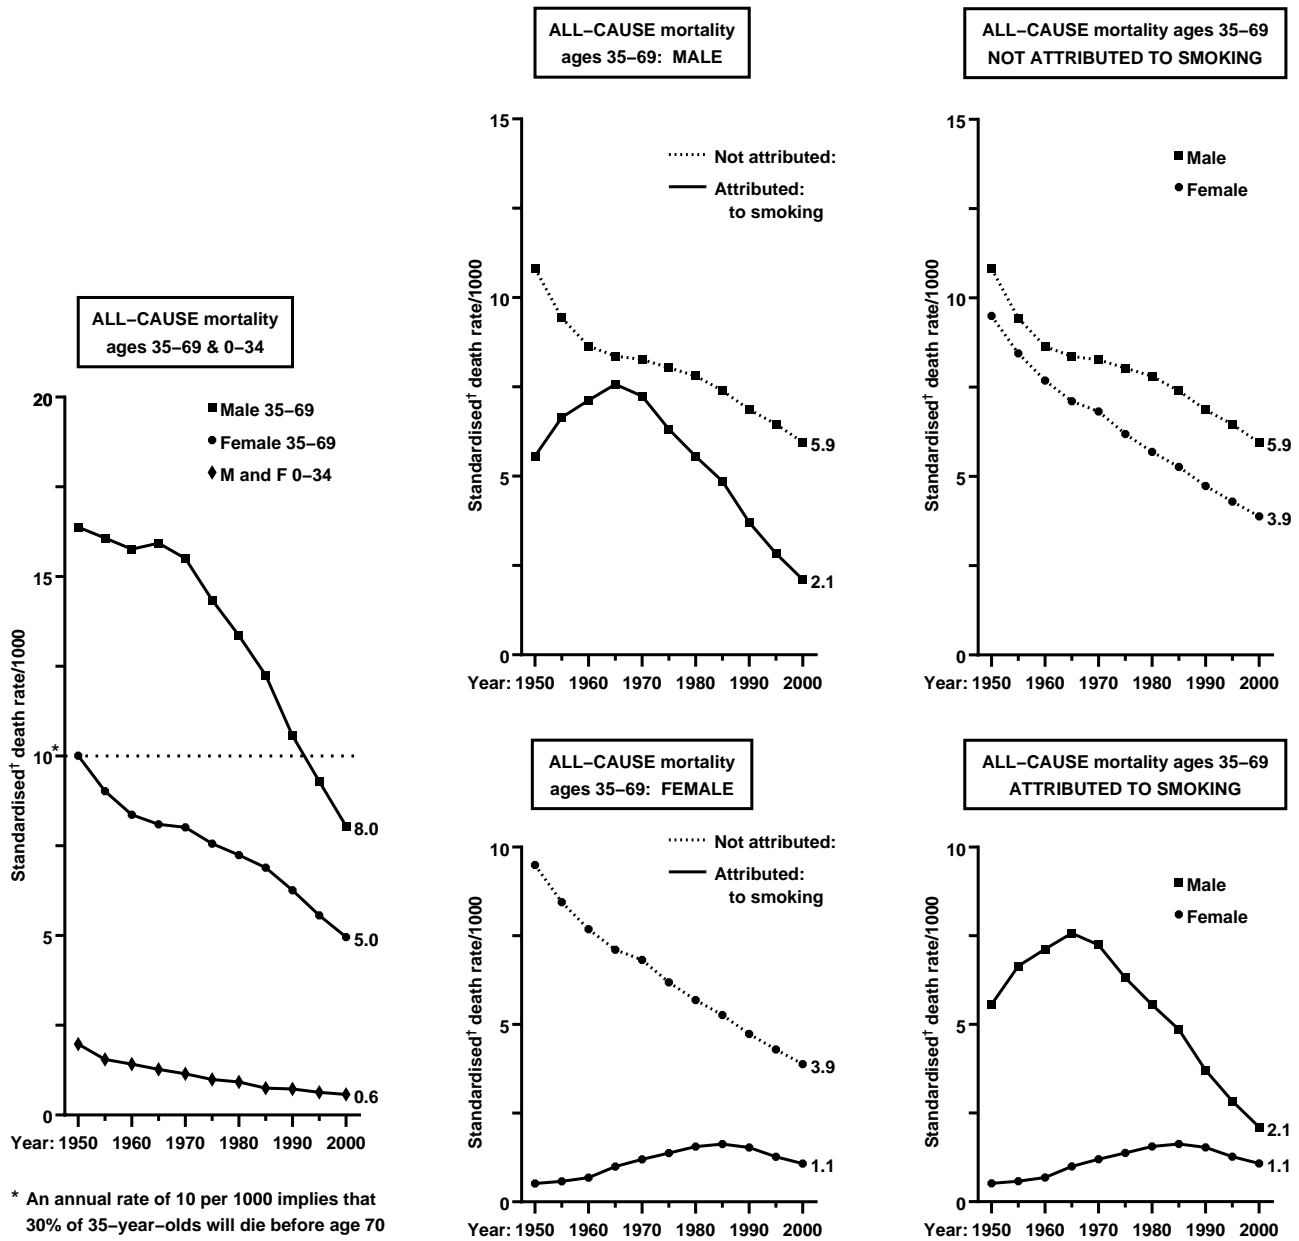 ALL−CAUSE mortality
ages 35−69 & 0−34
20
15
10*
5
0
Standardised† death rate/1000
Male 35−69
Female 35−69
M and F 0−34
8.0
5.0
0.6
Year: 1950 1960 1970 1980 1990 2000
* An annual rate of 10 per 1000 implies that
30% of 35−year−olds will die before age 70
ALL−CAUSE mortality
ages 35−69: MALE
15
10
5
0
Standardised† death rate/1000
Not attributed:
Attributed:
to smoking
5.9
2.1
Year: 1950 1960 1970 1980 1990 2000
ALL−CAUSE mortality ages 35−69
NOT ATTRIBUTED TO SMOKING
15
10
5
0
Standardised† death rate/1000
Male
Female
5.9
3.9
Year: 1950 1960 1970 1980 1990 2000
ALL−CAUSE mortality
ages 35−69: FEMALE
10
5
0
Standardised† death rate/1000
Not attributed:
Attributed:
to smoking
3.9
1.1
Year: 1950 1960 1970 1980 1990 2000
ALL−CAUSE mortality ages 35−69
ATTRIBUTED TO SMOKING
10
5
0
Standardised† death rate/1000
Male
Female
2.1
1.1
Year: 1950 1960 1970 1980 1990 2000